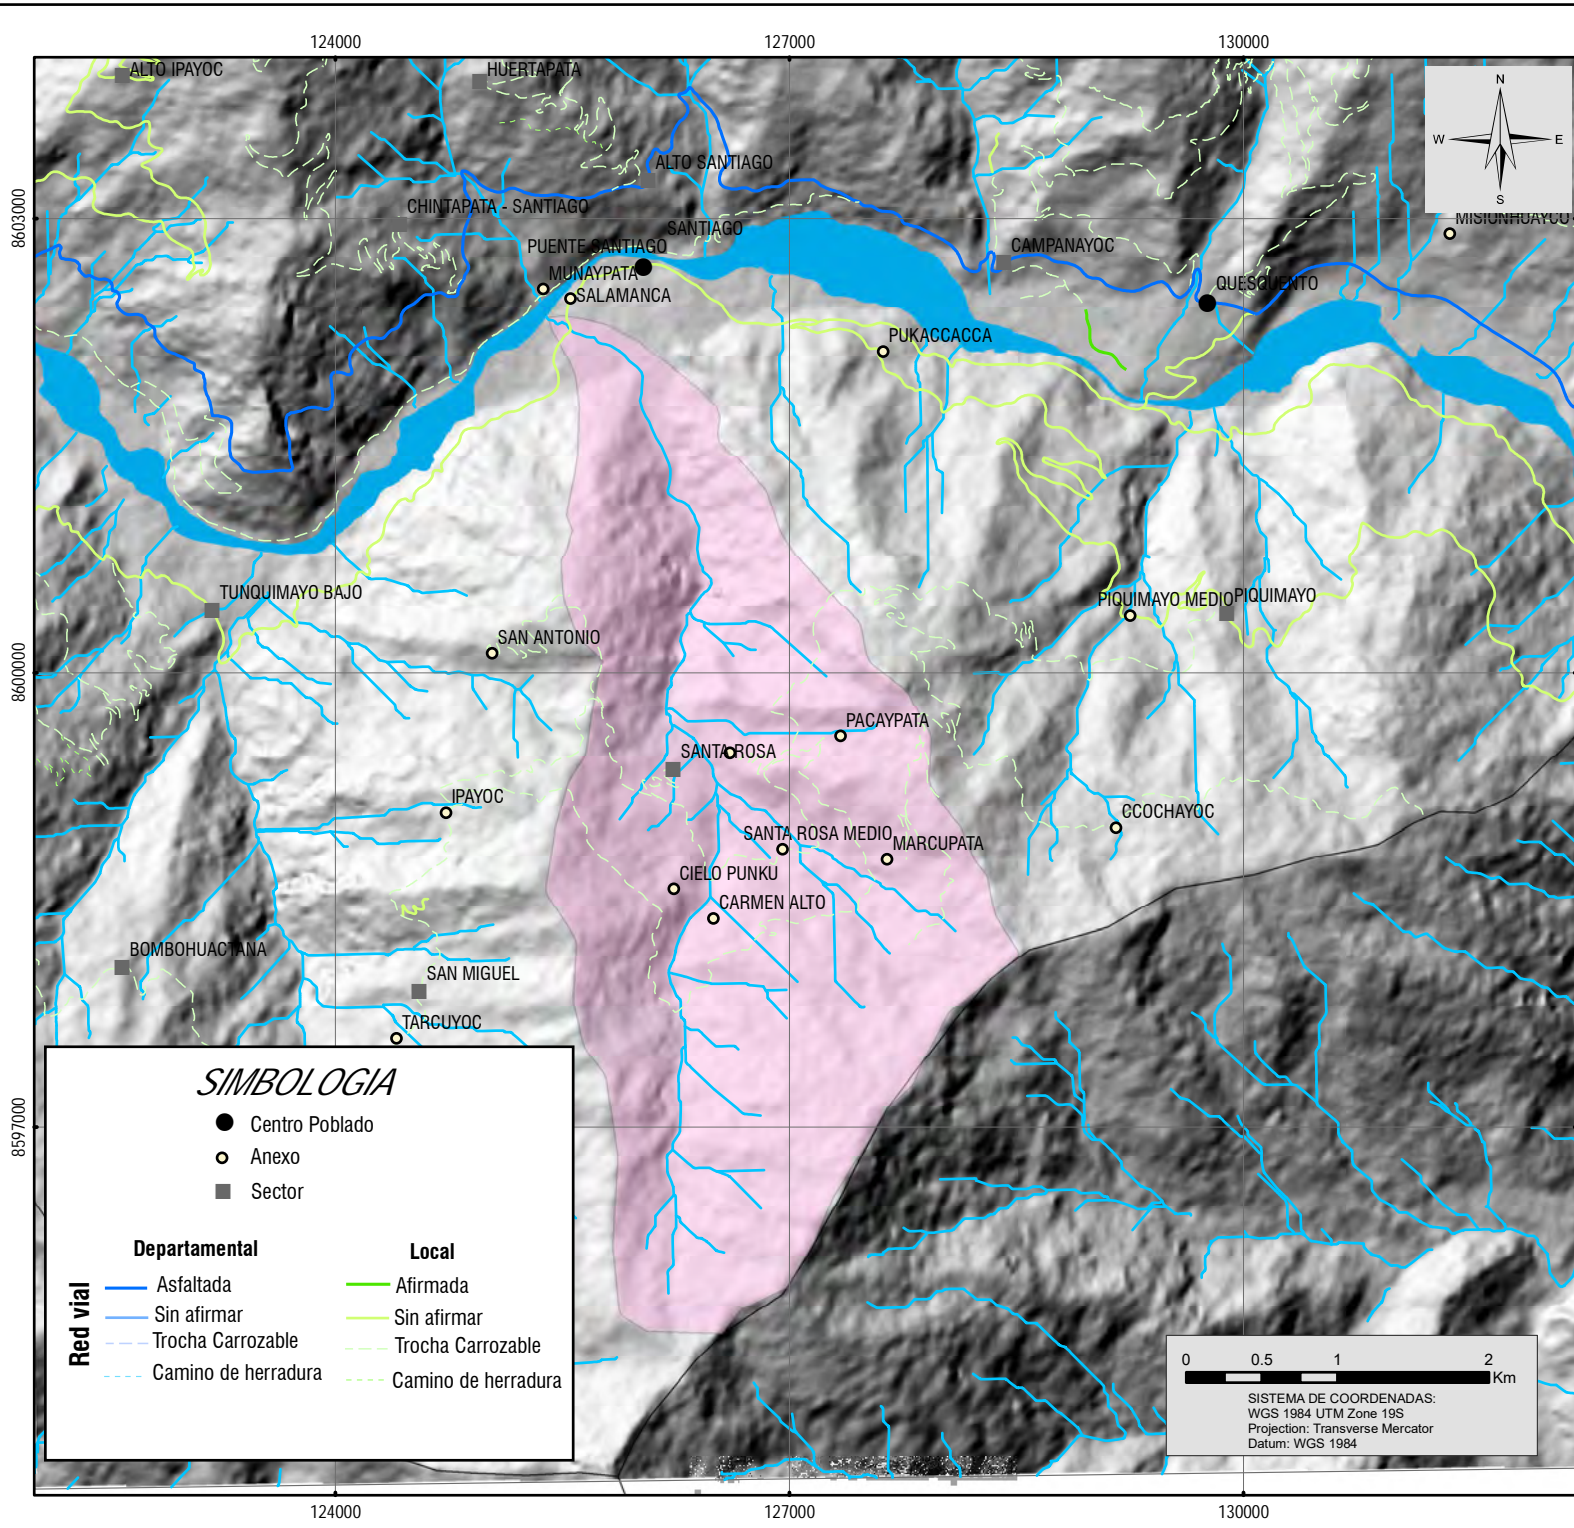 124000
127000
130000
ALTO IPAYOC
HUERTAPATA
N
W
E
S
ALTO SANTIAGO
CHINTAPATA - SANTIAGO
8603000
MISIONHUAYCO
SANTIAGO
PUENTE SANTIAGO
CAMPANAYOC
MUNAYPATA
QUESQUENTO
SALAMANCA
PUKACCACCA
TUNQUIMAYO BAJO
PIQUIMAYO MEDIO
PIQUIMAYO
SAN ANTONIO
8600000
PACAYPATA
SANTA ROSA
IPAYOC
CCOCHAYOC
SANTA ROSA MEDIO
MARCUPATA
CIELO PUNKU
CARMEN ALTO
BOMBOHUACTANA
SAN MIGUEL
TARCUYOC
8597000
SIMBOLOGIA
Centro Poblado
Anexo
Sector
Departamental
Local
Red vial
Asfaltada
Afirmada
Sin afirmar
Sin afirmar
Trocha Carrozable
Trocha Carrozable
Camino de herradura
Camino de herradura
0 0.5 1 2
Km
SISTEMA DE COORDENADAS:
WGS 1984 UTM Zone 19S
Projection: Transverse Mercator
Datum: WGS 1984
124000
127000
130000